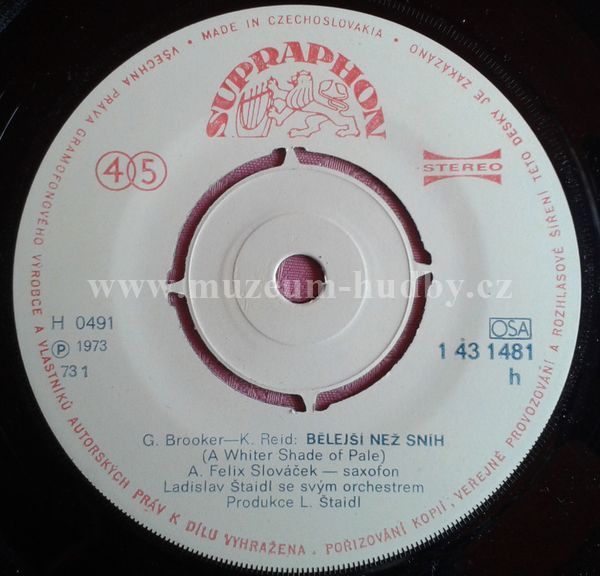 VŠECHNA PRÁVA GRAMOFONOVÉHO VÝROBCE A VLASTNÍKŮ AUTORSKÝCH PRÁV K DÍLU VYHRAŽENA. POŘIZOVÁNÍ KOPIÍ, VEŘEJNÉ PROVOZOVÁNÍ A ROZHLASOVÉ ŠÍŘENÍ TÉTO DESKY JE ZAKÁZÁNO • MADE IN CZECHOSLOVAKIA •
SUPRAPHON
45
STEREO
www.muzeum-hudby.cz
H 0491
Ⓟ 1973
73 1
OSA
1 43 1481
h
G. Brooker—K. Reid: BĚLEJŠÍ NEŽ SNÍH
(A Whiter Shade of Pale)
A. Felix Slováček — saxofon
Ladislav Štaidl se svým orchestrem
Produkce L. Štaidl